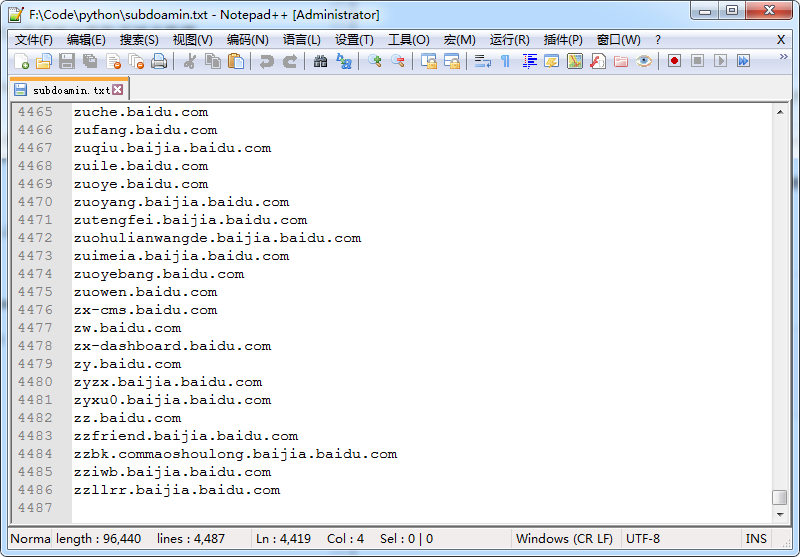 F:\Code\python\subdoamin.txt - Notepad++ [Administrator]
文件(F) 编辑(E) 搜索(S) 视图(V) 编码(N) 语言(L) 设置(T) 工具(O) 宏(M) 运行(R) 插件(P) 窗口(W) ? X
subdoamin.txt
4465 zuche.baidu.com
4466 zufang.baidu.com
4467 zuqiu.baijia.baidu.com
4468 zuile.baidu.com
4469 zuoye.baidu.com
4470 zuoyang.baijia.baidu.com
4471 zutengfei.baijia.baidu.com
4472 zuohulianwangde.baijia.baidu.com
4473 zuimeia.baijia.baidu.com
4474 zuoyebang.baidu.com
4475 zuowen.baidu.com
4476 zx-cms.baidu.com
4477 zw.baidu.com
4478 zx-dashboard.baidu.com
4479 zy.baidu.com
4480 zyzx.baijia.baidu.com
4481 zyxu0.baijia.baidu.com
4482 zz.baidu.com
4483 zzfriend.baijia.baidu.com
4484 zzbk.commaoshoulong.baijia.baidu.com
4485 zziwb.baijia.baidu.com
4486 zzllrr.baijia.baidu.com
4487
Norma length : 96,440 lines : 4,487 Ln : 4,419 Col : 4 Sel : 0 | 0 Windows (CR LF) UTF-8 INS